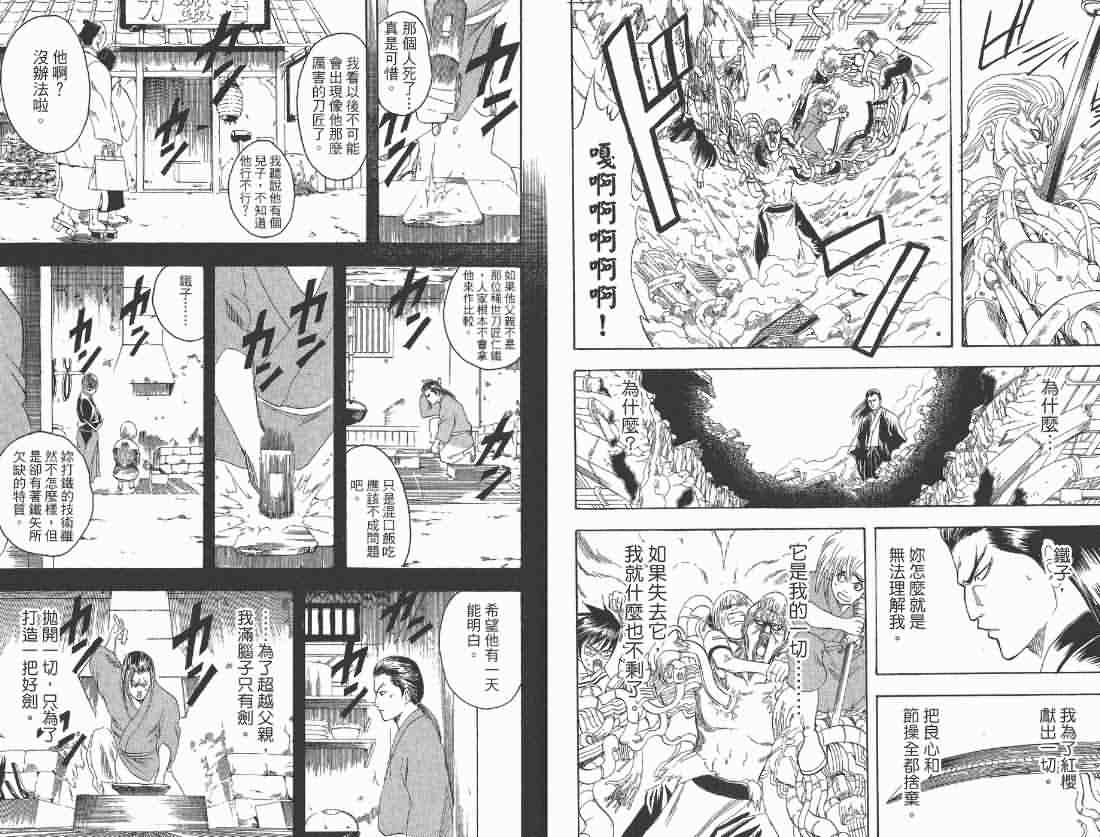 嘎啊啊啊啊啊！
為什麼…
為什麼？
鐵子，
妳怎麼就是
無法理解我。
我為了紅櫻
獻出一切。
把良心和
節操全都捨棄
它是我的一切………
如果失去它，
我就什麼也不剩了。
那個人死了…
真是可惜。
我看以後不可能
會出現像他那麼
厲害的刀匠了。
我聽說他有個
兒子，不知道
他行不行？
他啊？
沒辦法啦。
如果他父親不是
那位稀世刀匠仁鐵
，人家根本不會拿
他來作比較。
只是混口飯吃
應該不成問題
吧。
鐵子……
妳打鐵的技術雖
然不怎麼樣，但
是卻有著鐵矢所
欠缺的特質。
希望他有一天
能明白。
………為了超越父親，
我滿腦子只有劍。
拋開一切，只為了
打造一把好劍。